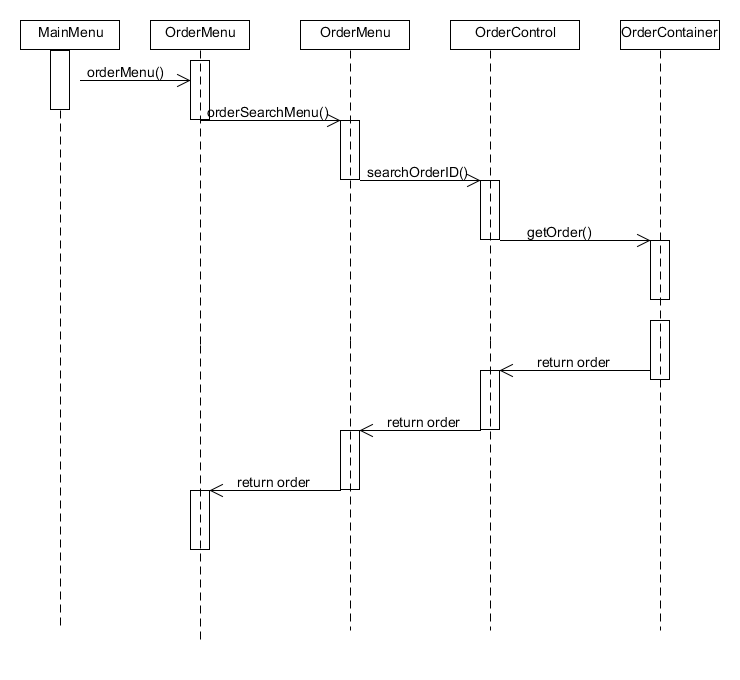 MainMenu
OrderMenu
OrderMenu
OrderControl
OrderContainer
orderMenu()
orderSearchMenu()
searchOrderID()
getOrder()
return order
return order
return order